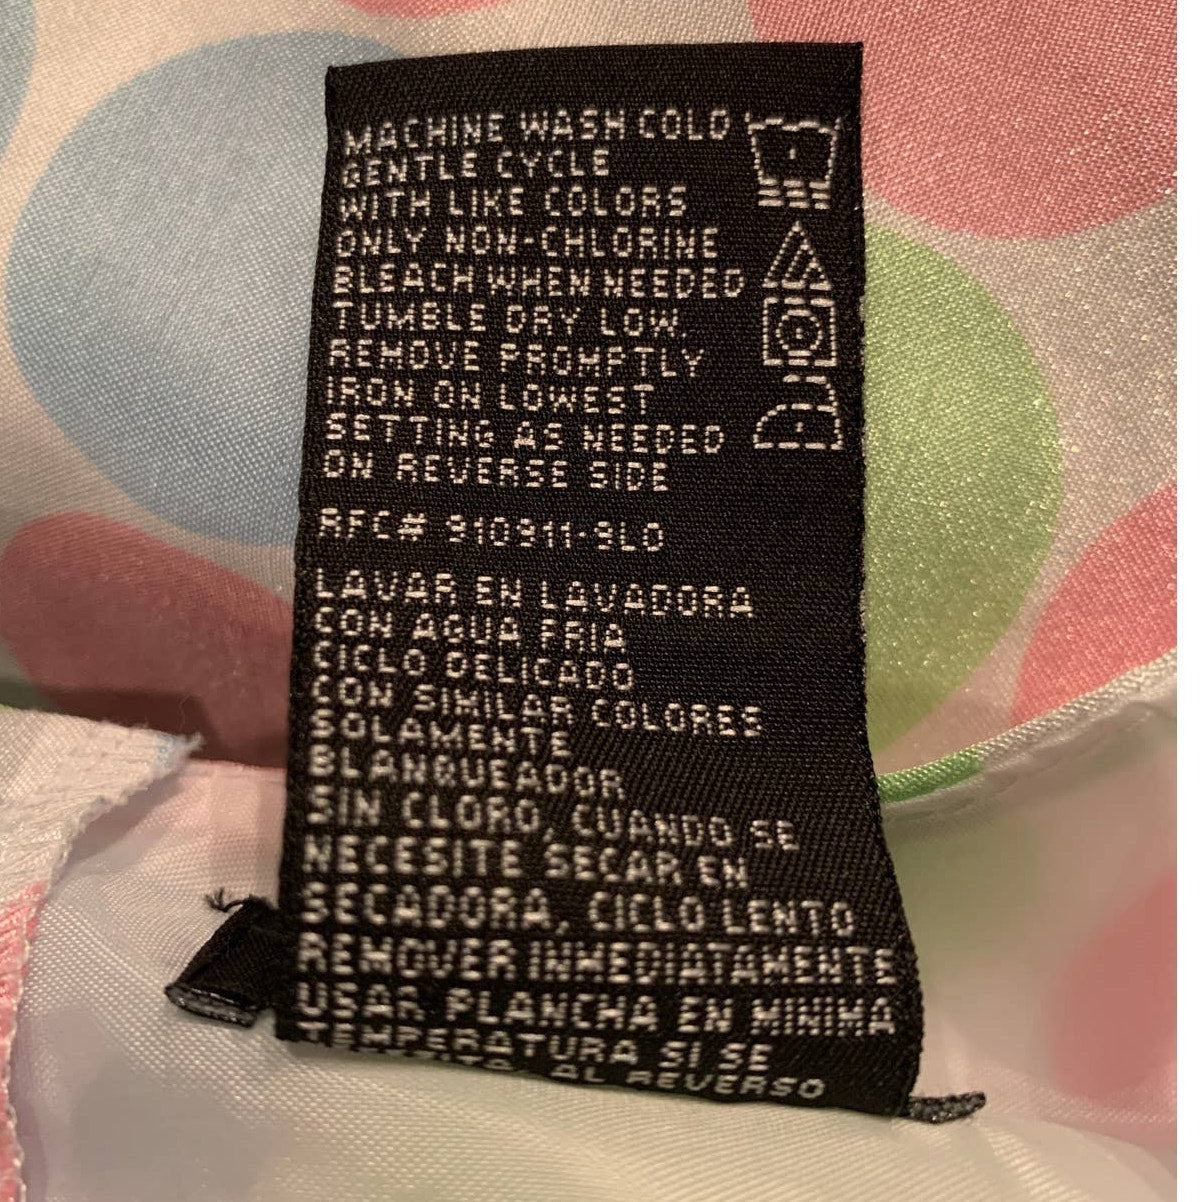 MACHINE WASH COLD
GENTLE CYCLE
WITH LIKE COLORS
ONLY NON-CHLORINE
BLEACH WHEN NEEDED
TUMBLE DRY LOW,
REMOVE PROMPTLY
IRON ON LOWEST
SETTING AS NEEDED
ON REVERSE SIDE
RFC# 910911-9L0
LAVAR EN LAVADORA
CON AGUA FRIA
CICLO DELICADO
CON SIMILAR COLORES
SOLAMENTE
BLANQUEADOR
SIN CLORO, CUANDO SE
NECESITE SECAR EN
SECADORA, CICLO LENTO
REMOVER INMEDIATAMENTE
USAR PLANCHA EN MINIMA
TEMPERATURA SI SE
AL REVERSO